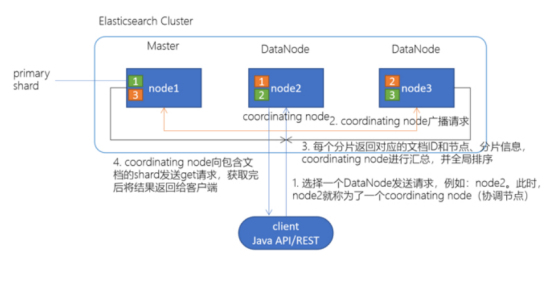 Elasticsearch Cluster
Master
DataNode
DataNode
primary
shard
1
3
node1
1
2
node2
2
3
node3
coordinating node
2. coordinating node广播请求
3. 每个分片返回对应的文档ID和节点、分片信息，
coordinating node进行汇总，并全局排序
4. coordinating node向包含文
档的shard发送get请求，获取完
后将结果返回给客户端
1. 选择一个DataNode发送请求，例如：node2。此时，
node2就称为了一个coordinating node（协调节点）
client
Java API/REST